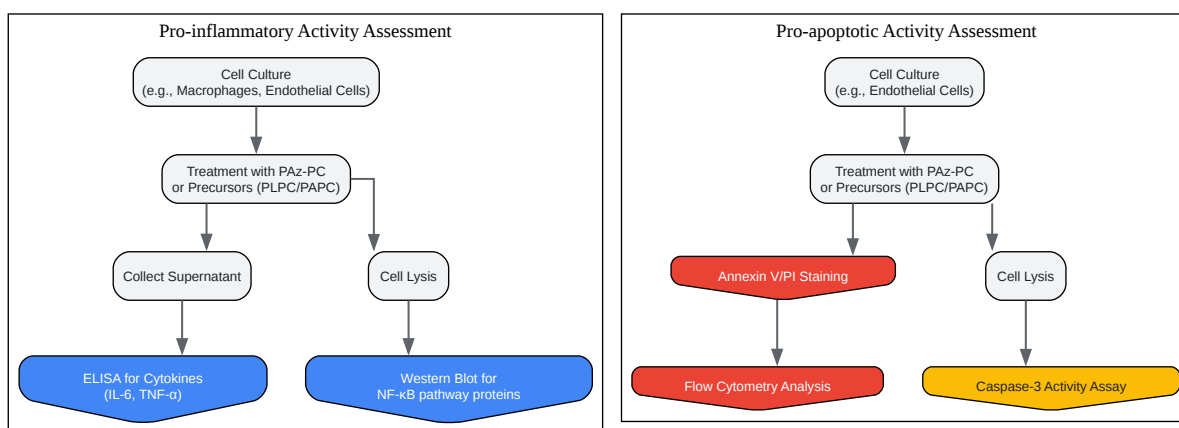 Pro-inflammatory Activity Assessment
Cell Culture
(e.g., Macrophages, Endothelial Cells)
Treatment with PAz-PC
or Precursors (PLPC/PAPC)
Collect Supernatant
Cell Lysis
ELISA for Cytokines
(IL-6, TNF-α)
Western Blot for
NF-κB pathway proteins
Pro-apoptotic Activity Assessment
Cell Culture
(e.g., Endothelial Cells)
Treatment with PAz-PC
or Precursors (PLPC/PAPC)
Annexin V/PI Staining
Cell Lysis
Flow Cytometry Analysis
Caspase-3 Activity Assay